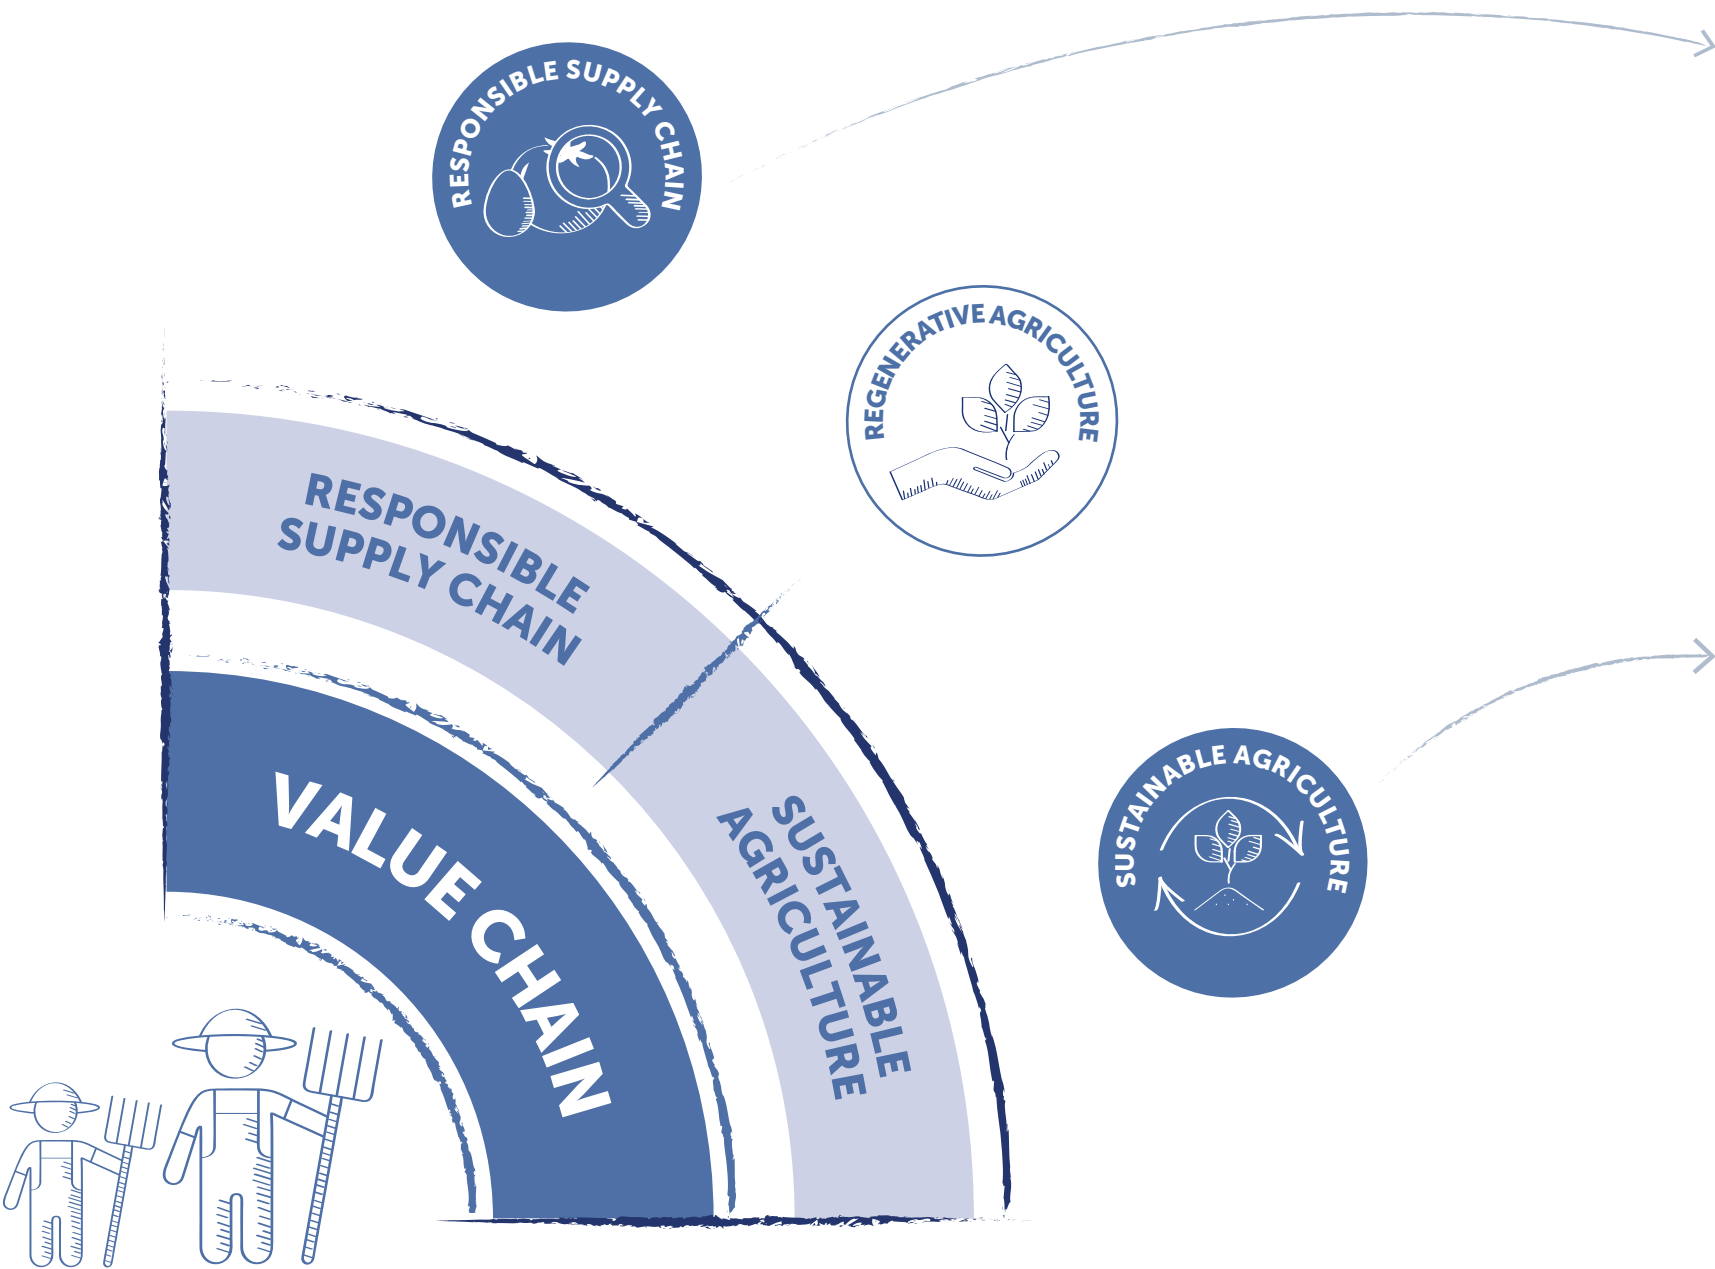 RESPONSIBLE SUPPLY CHAIN
REGENERATIVE AGRICULTURE
RESPONSIBLE
SUPPLY CHAIN
SUSTAINABLE AGRICULTURE
SUSTAINABLE
AGRICULTURE
VALUE CHAIN